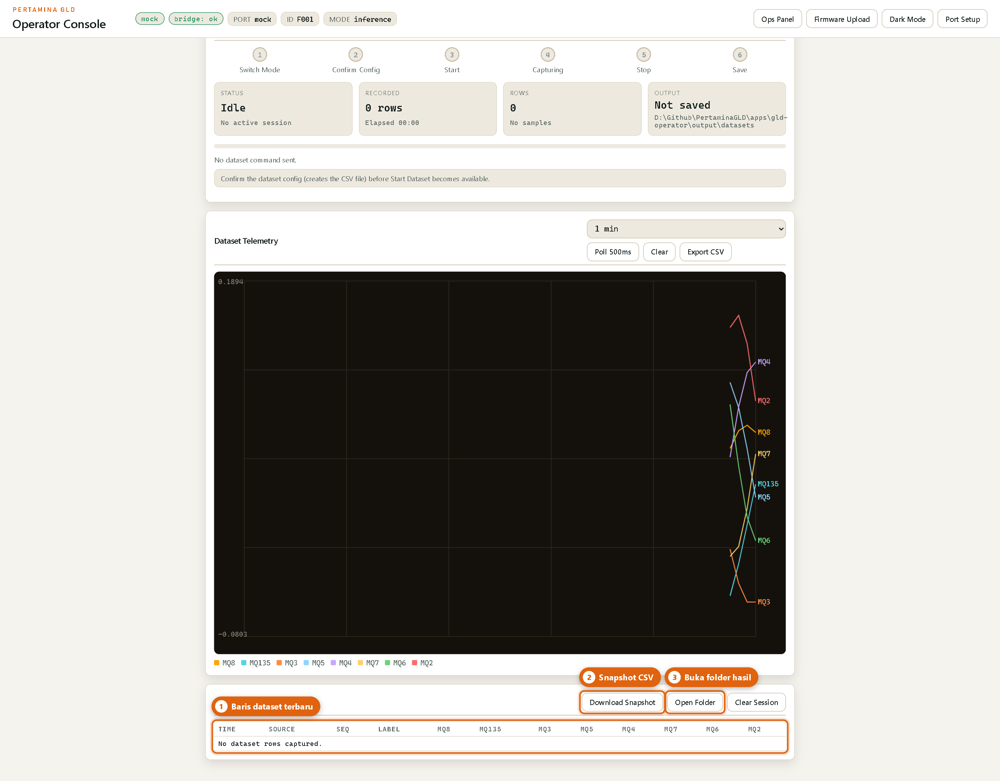 PERTAMINA GLD
Operator Console
mock
bridge: ok
PORT mock
ID F001
MODE inference
Ops Panel
Firmware Upload
Dark Mode
Port Setup
1
2
3
4
5
6
Switch Mode
Confirm Config
Start
Capturing
Stop
Save
STATUS
Idle
No active session
RECORDED
0 rows
Elapsed 00:00
ROWS
0
No samples
OUTPUT
Not saved
D:\Github\PertaminaGLD\apps\gld-
operator\output\datasets
No dataset command sent.
Confirm the dataset config (creates the CSV file) before Start Dataset becomes available.
Dataset Telemetry
1 min
Poll 500ms
Clear
Export CSV
0.1894
MQ4
MQ2
MQ8
MQ7
MQ135
MQ5
MQ6
MQ3
-0.0803
MQ8 MQ135 MQ3 MQ5 MQ4 MQ7 MQ6 MQ2
2 Snapshot CSV
3 Buka folder hasil
1 Baris dataset terbaru
Download Snapshot
Open Folder
Clear Session
TIME SOURCE SEQ LABEL MQ8 MQ135 MQ3 MQ5 MQ4 MQ7 MQ6 MQ2
No dataset rows captured.